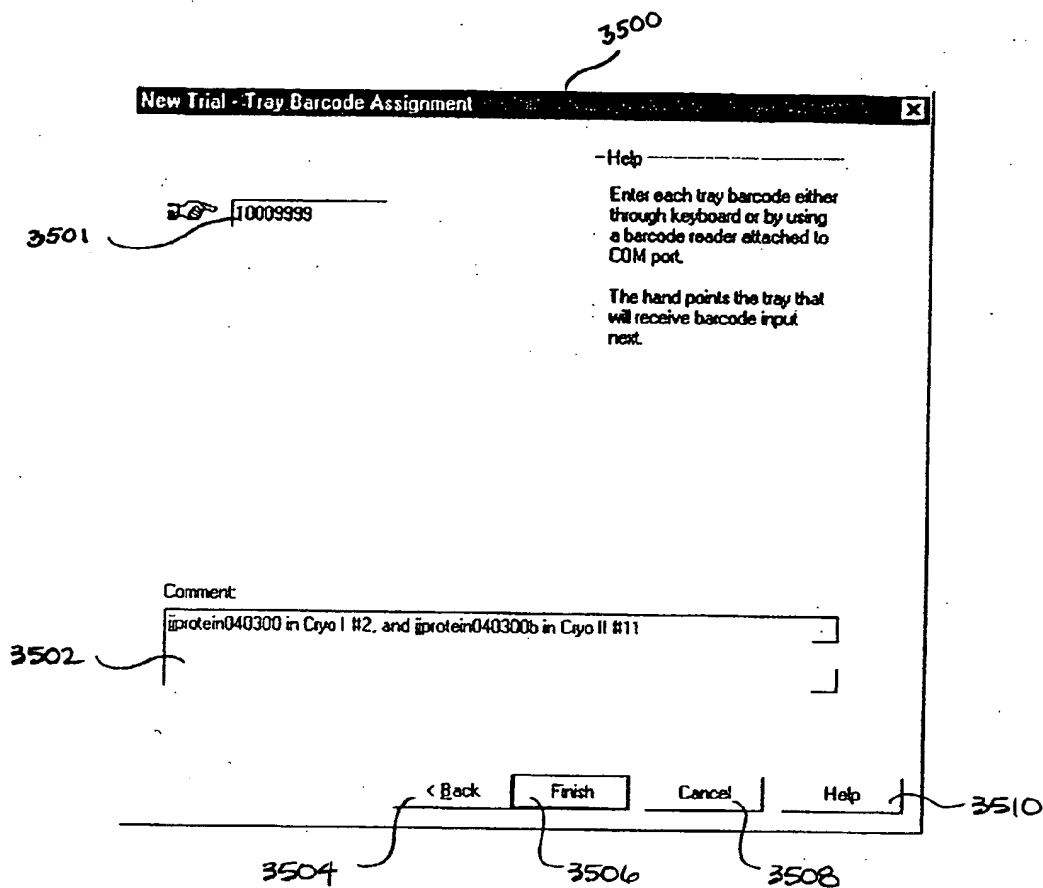 3500
New Trial - Tray Barcode Assignment
Help
Enter each tray barcode either
through keyboard or by using
a barcode reader attached to
COM port.
The hand points the tray that
will receive barcode input
next.
10009999
3501
Comment:
jjprotein040300 in Cryo I #2, and jjprotein040300b in Cryo II #11
3502
< Back
Finish
Cancel
Help
3510
3504
3506
3508